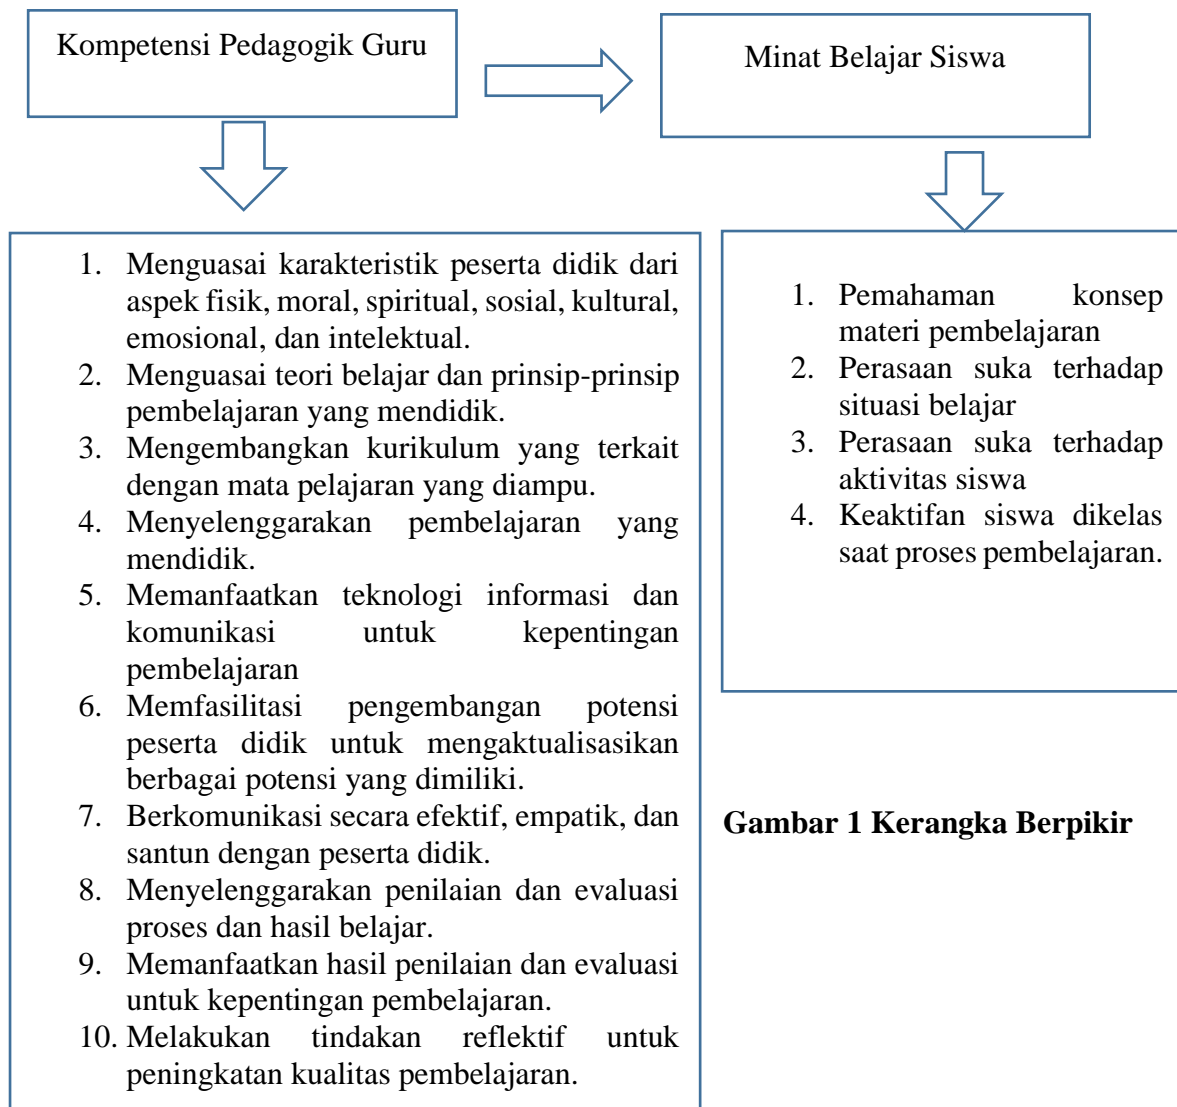 Kompetensi Pedagogik Guru
Minat Belajar Siswa
1. Menguasai karakteristik peserta didik dari
aspek fisik, moral, spiritual, sosial, kultural,
emosional, dan intelektual.
2. Menguasai teori belajar dan prinsip-prinsip
pembelajaran yang mendidik.
3. Mengembangkan kurikulum yang terkait
dengan mata pelajaran yang diampu.
4. Menyelenggarakan pembelajaran yang
mendidik.
5. Memanfaatkan teknologi informasi dan
komunikasi untuk kepentingan
pembelajaran
6. Memfasilitasi pengembangan potensi
peserta didik untuk mengaktualisasikan
berbagai potensi yang dimiliki.
7. Berkomunikasi secara efektif, empatik, dan
santun dengan peserta didik.
8. Menyelenggarakan penilaian dan evaluasi
proses dan hasil belajar.
9. Memanfaatkan hasil penilaian dan evaluasi
untuk kepentingan pembelajaran.
10. Melakukan tindakan reflektif untuk
peningkatan kualitas pembelajaran.
1. Pemahaman konsep
materi pembelajaran
2. Perasaan suka terhadap
situasi belajar
3. Perasaan suka terhadap
aktivitas siswa
4. Keaktifan siswa dikelas
saat proses pembelajaran.
Gambar 1 Kerangka Berpikir